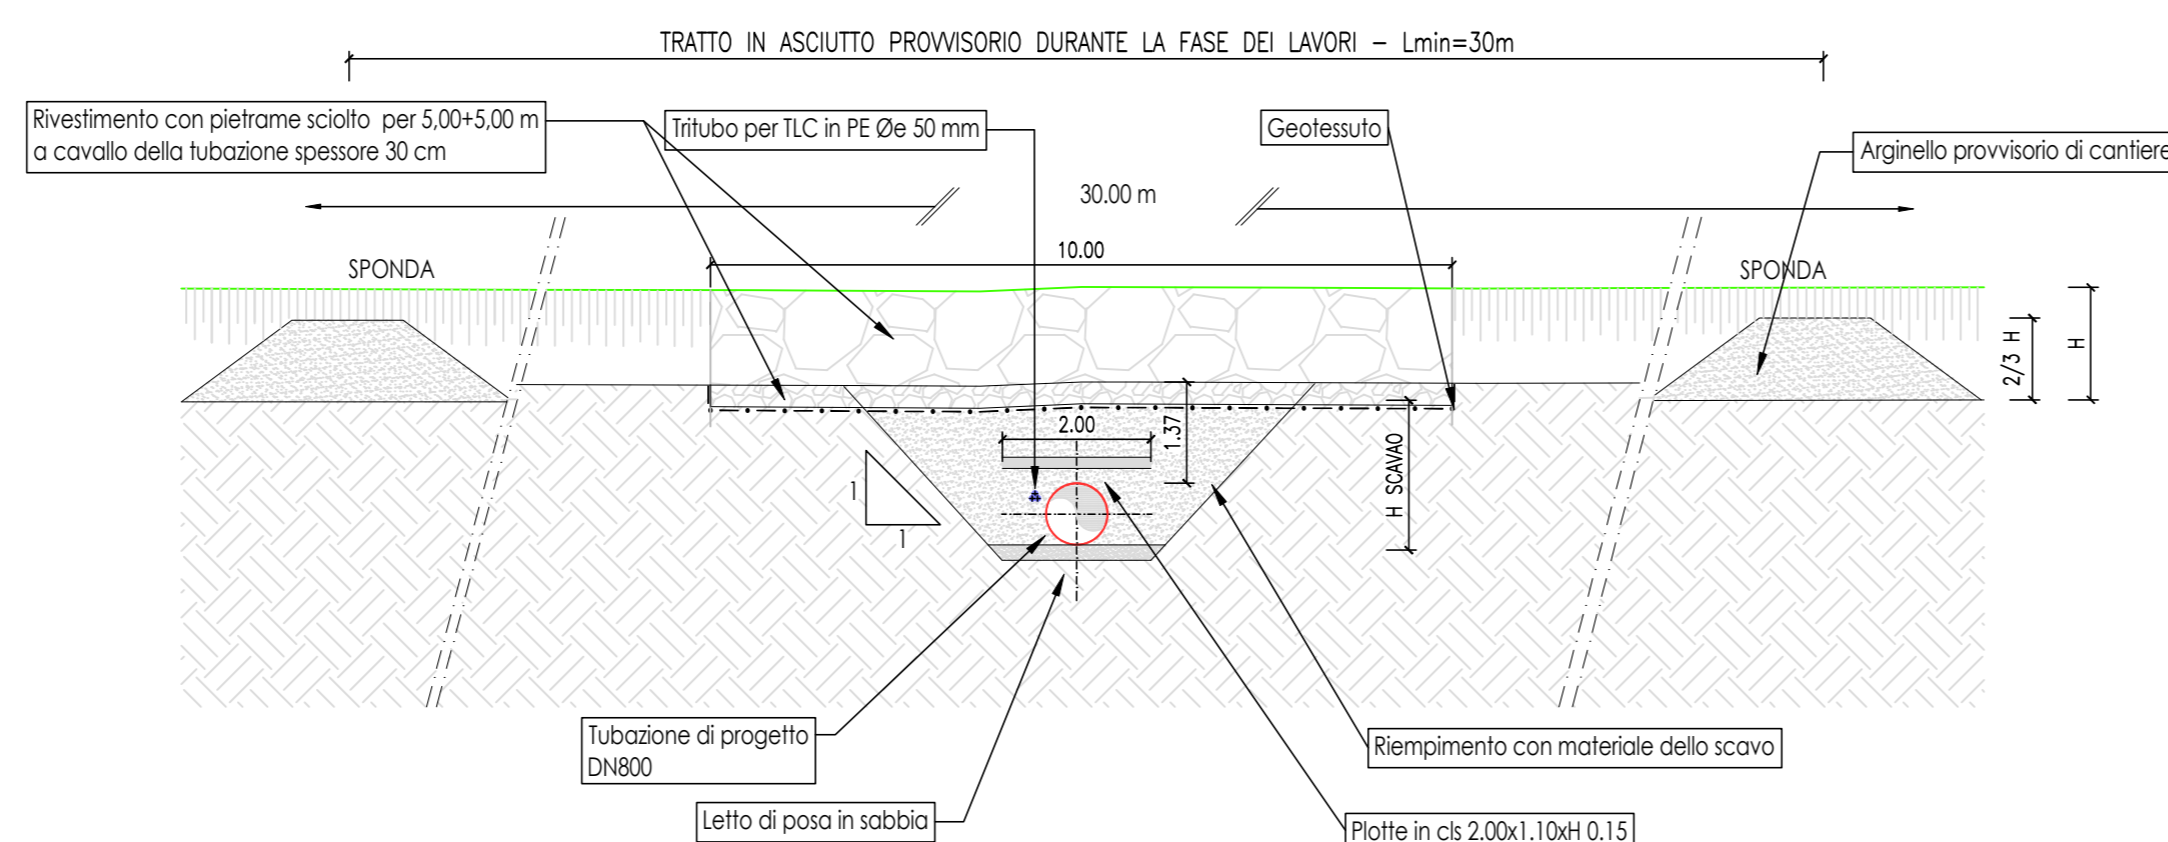 TRATTO IN ASCIUTTO PROVVISORIO DURANTE LA FASE DEI LAVORI – Lmin=30m
Rivestimento con pietrame sciolto per 5,00+5,00 m
a cavallo della tubazione spessore 30 cm
Tritubo per TLC in PE Øe 50 mm
Geotessuto
Arginello provvisorio di cantiere
30.00 m
10.00
SPONDA
SPONDA
2/3 H
H
2.00
1.37
H SCAVAO
1
1
Tubazione di progetto
DN800
Riempimento con materiale dello scavo
Letto di posa in sabbia
Plotte in cls 2.00x1.10xH 0.15